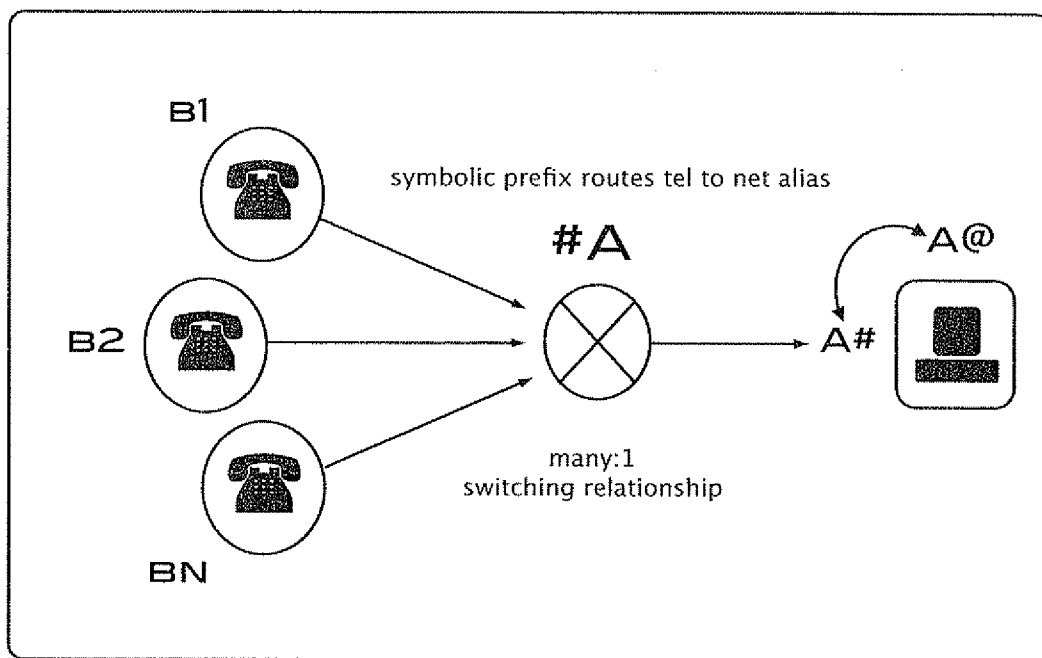 B1
symbolic prefix routes tel to net alias
#A
A@
B2
A#
many:1
switching relationship
BN